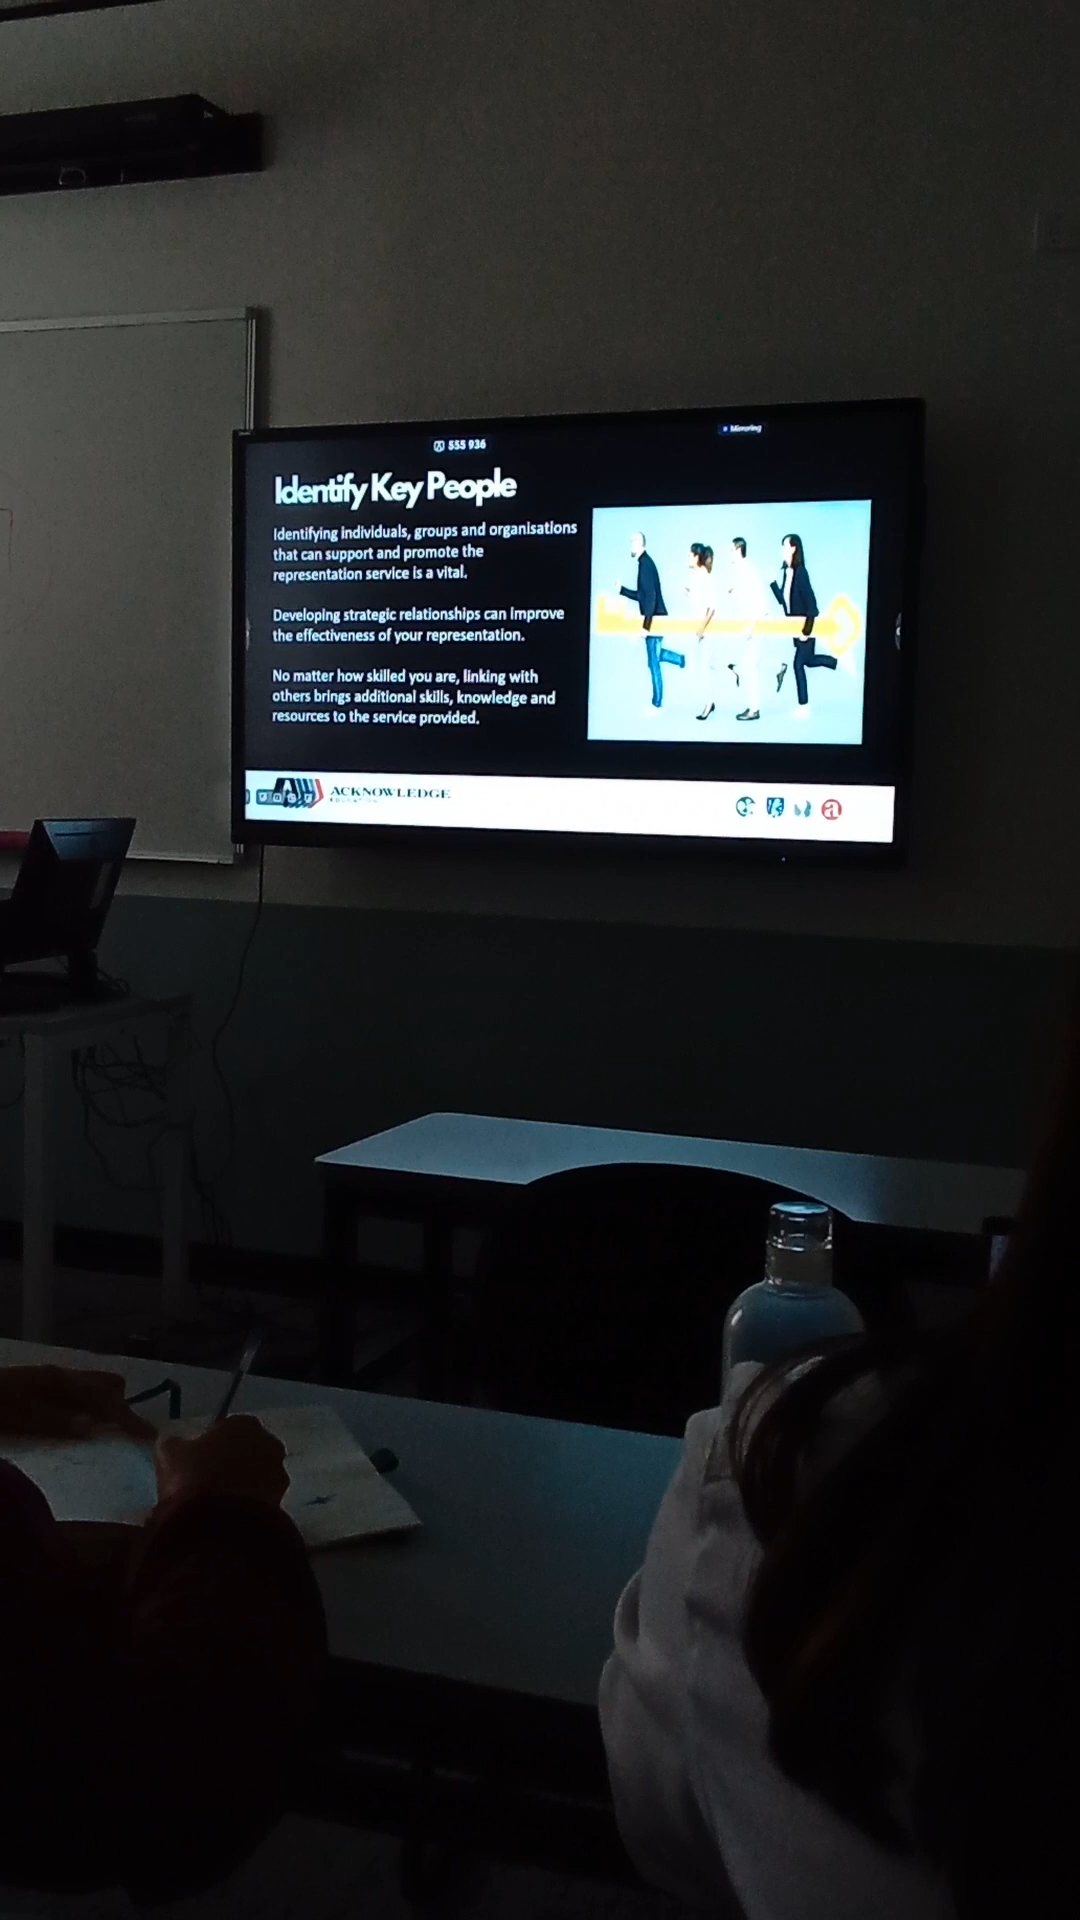 555 936
Mirroring
Identify Key People
Identifying individuals, groups and organisations
that can support and promote the
representation service is a vital.
Developing strategic relationships can improve
the effectiveness of your representation.
No matter how skilled you are, linking with
others brings additional skills, knowledge and
resources to the service provided.
ACKNOWLEDGE
EDUCATION
a